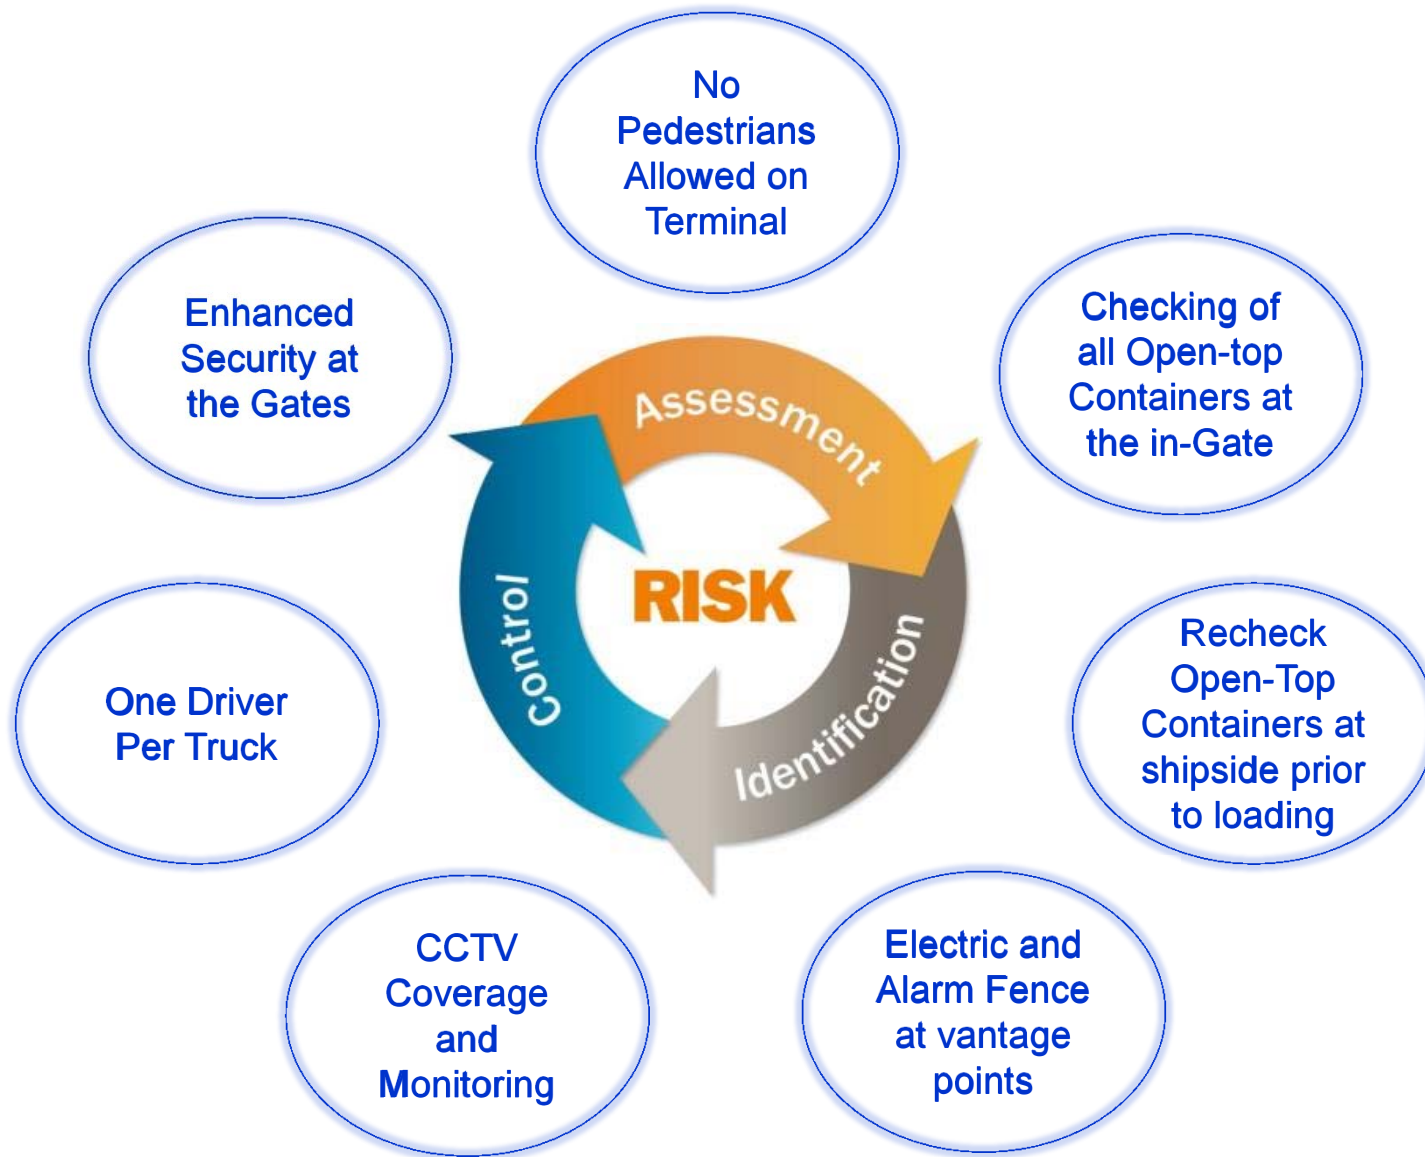 No
Pedestrians
Allowed on
Terminal
Checking of
all Open-top
Containers at
the in-Gate
Recheck
Open-Top
Containers at
shipside prior
to loading
Electric and
Alarm Fence
at vantage
points
CCTV
Coverage
and
Monitoring
One Driver
Per Truck
Enhanced
Security at
the Gates
Assessment
Identification
Control
RISK